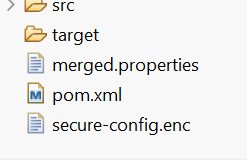 src
target
merged.properties
pom.xml
secure-config.enc